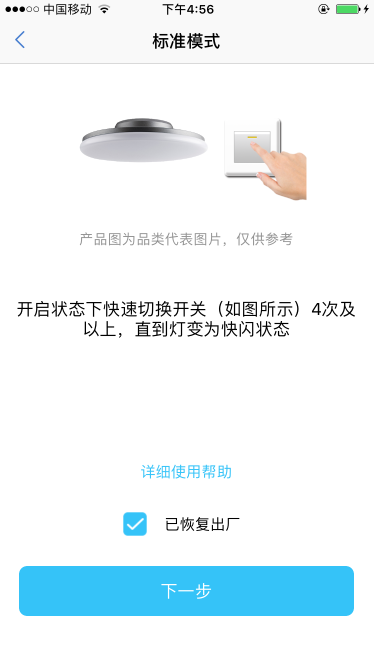 中国移动
下午4:56
标准模式
产品图为品类代表图片，仅供参考
开启状态下快速切换开关（如图所示）4次及
以上，直到灯变为快闪状态
详细使用帮助
已恢复出厂
下一步